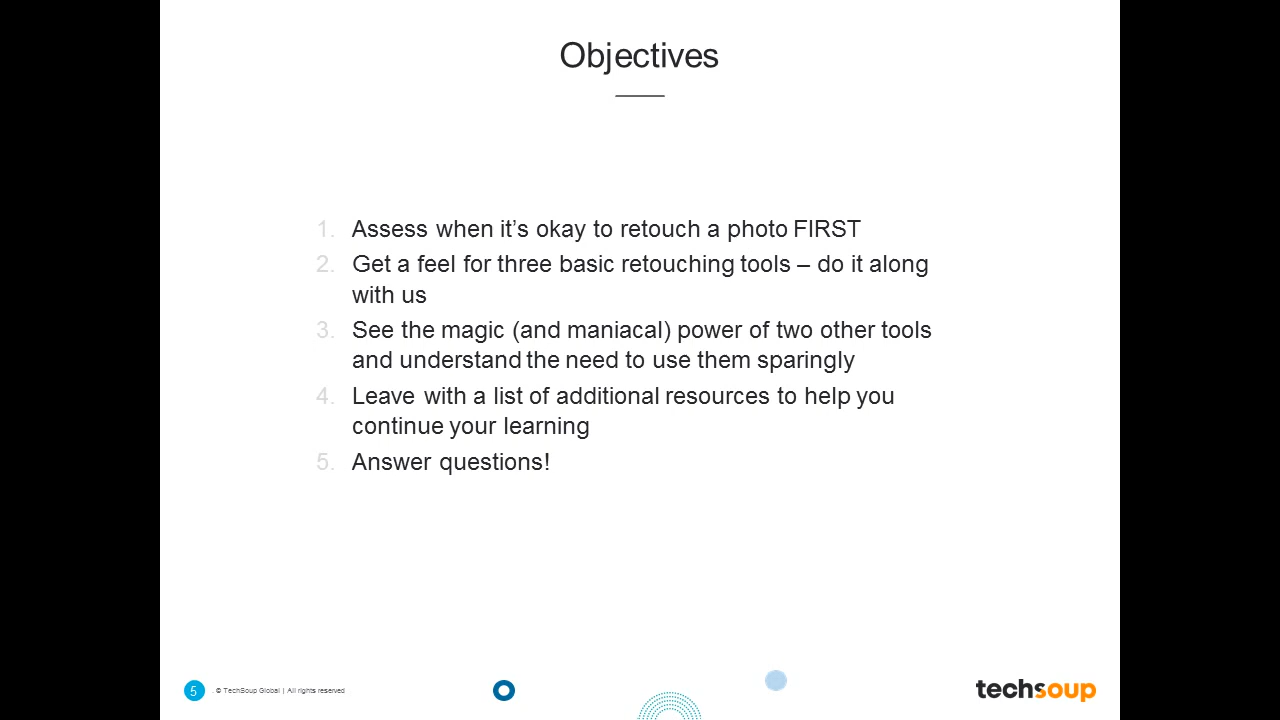 Objectives
1. Assess when it’s okay to retouch a photo FIRST
2. Get a feel for three basic retouching tools – do it along
with us
3. See the magic (and maniacal) power of two other tools
and understand the need to use them sparingly
4. Leave with a list of additional resources to help you
continue your learning
5. Answer questions!
5 © TechSoup Global | All rights reserved
techsoup